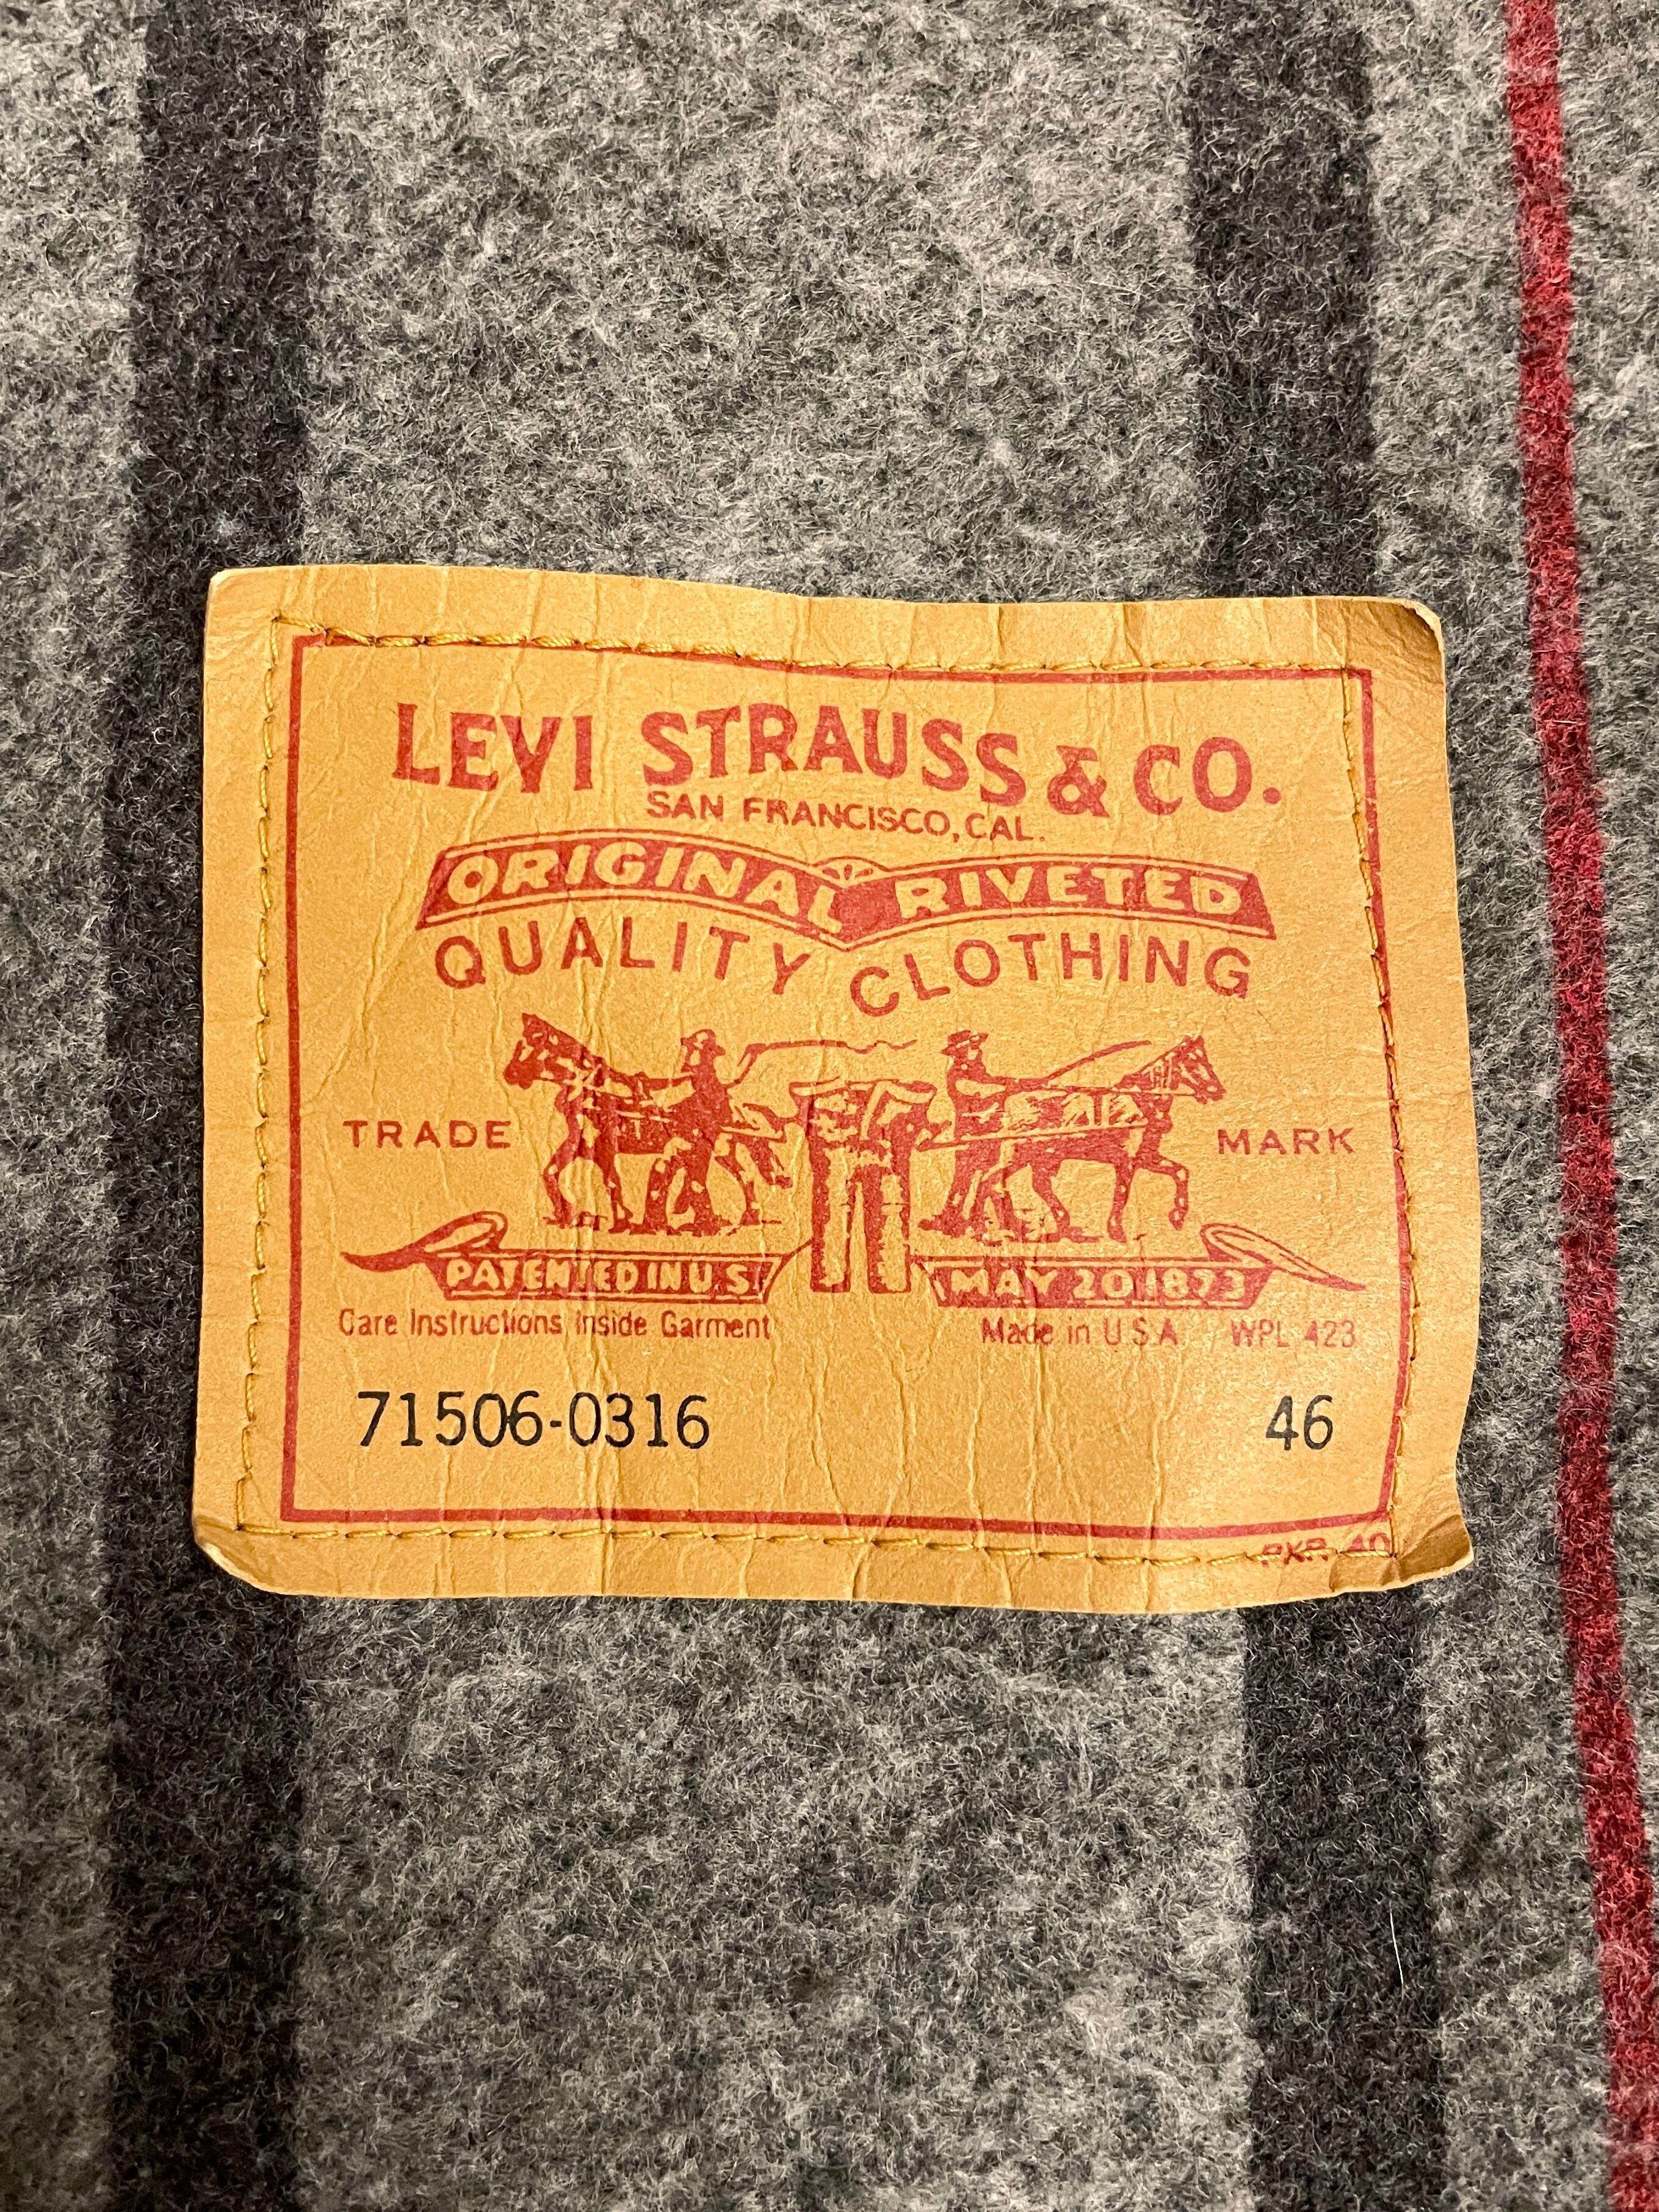 LEVI STRAUSS & CO.
SAN FRANCISCO, CAL.
ORIGINAL RIVETED
QUALITY CLOTHING
TRADE MARK
PATENTED IN U.S. MAY 20 1873
Care Instructions Inside Garment Made in U.S.A. WPL 423
71506-0316 46
PKR